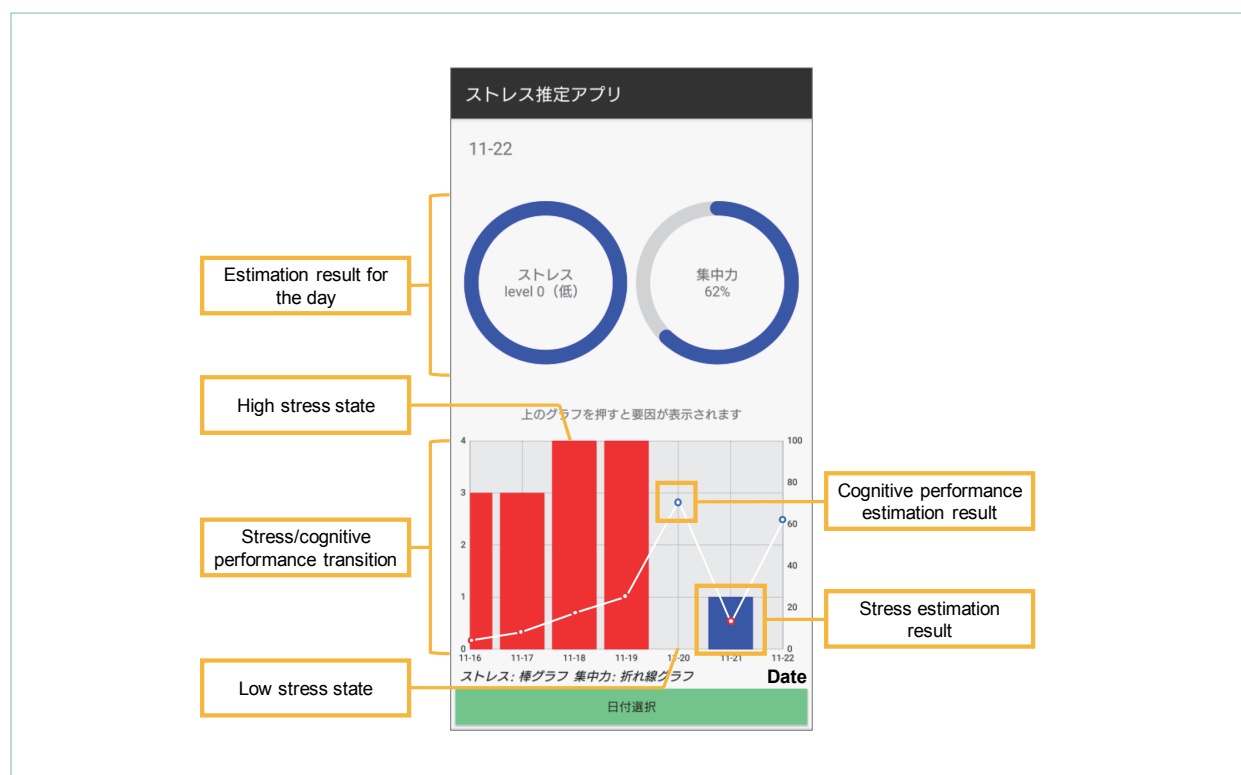 ストレス推定アプリ
11-22
Estimation result for
the day
ストレス
level 0（低）
集中力
62%
High stress state
上のグラフを押すと要因が表示されます
4
3
2
1
0
100
80
60
40
20
0
Stress/cognitive
performance transition
Cognitive performance
estimation result
Stress estimation
result
11-16
11-17
11-18
11-19
11-20
11-21
11-22
Low stress state
ストレス: 棒グラフ 集中力: 折れ線グラフ
Date
日付選択